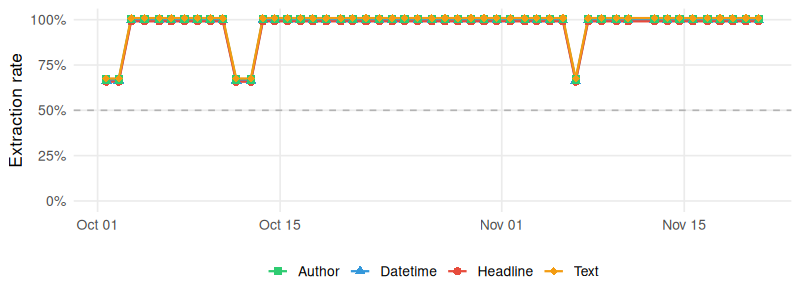 100%
75%
50%
25%
0%
Extraction rate
Oct 01 Oct 15 Nov 01 Nov 15
Author Datetime Headline Text